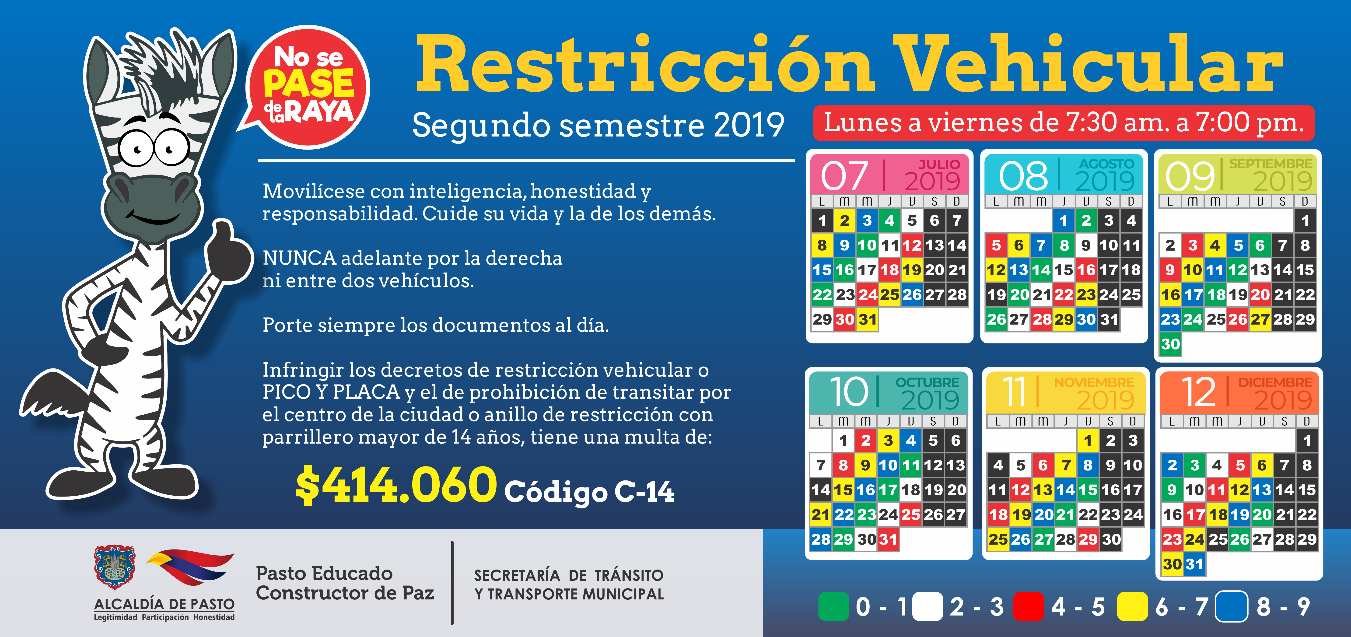 No se
PASE
de la RAYA
Restricción Vehicular
Segundo semestre 2019
Lunes a viernes de 7:30 am. a 7:00 pm.
Movilícese con inteligencia, honestidad y
responsabilidad. Cuide su vida y la de los demás.
NUNCA adelante por la derecha
ni entre dos vehículos.
Porte siempre los documentos al día.
Infringir los decretos de restricción vehicular o
PICO Y PLACA y el de prohibición de transitar por
el centro de la ciudad o anillo de restricción con
parrillero mayor de 14 años, tiene una multa de:
$414.060 Código C-14
07 JULIO 2019
L M M J V S D
1 2 3 4 5 6 7
8 9 10 11 12 13 14
15 16 17 18 19 20 21
22 23 24 25 26 27 28
29 30 31
08 AGOSTO 2019
L M M J V S D
1 2 3 4
5 6 7 8 9 10 11
12 13 14 15 16 17 18
19 20 21 22 23 24 25
26 27 28 29 30 31
09 SEPTIEMBRE 2019
L M M J V S D
1
2 3 4 5 6 7 8
9 10 11 12 13 14 15
16 17 18 19 20 21 22
23 24 25 26 27 28 29
30
10 OCTUBRE 2019
L M M J V S D
1 2 3 4 5 6
7 8 9 10 11 12 13
14 15 16 17 18 19 20
21 22 23 24 25 26 27
28 29 30 31
11 NOVIEMBRE 2019
L M M J V S D
1 2 3
4 5 6 7 8 9 10
11 12 13 14 15 16 17
18 19 20 21 22 23 24
25 26 27 28 29 30
12 DICIEMBRE 2019
L M M J V S D
1
2 3 4 5 6 7 8
9 10 11 12 13 14 15
16 17 18 19 20 21 22
23 24 25 26 27 28 29
30 31
0 - 1 2 - 3 4 - 5 6 - 7 8 - 9
ALCALDÍA DE PASTO
Legitimidad Participación Honestidad
Pasto Educado
Constructor de Paz
SECRETARÍA DE TRÁNSITO
Y TRANSPORTE MUNICIPAL